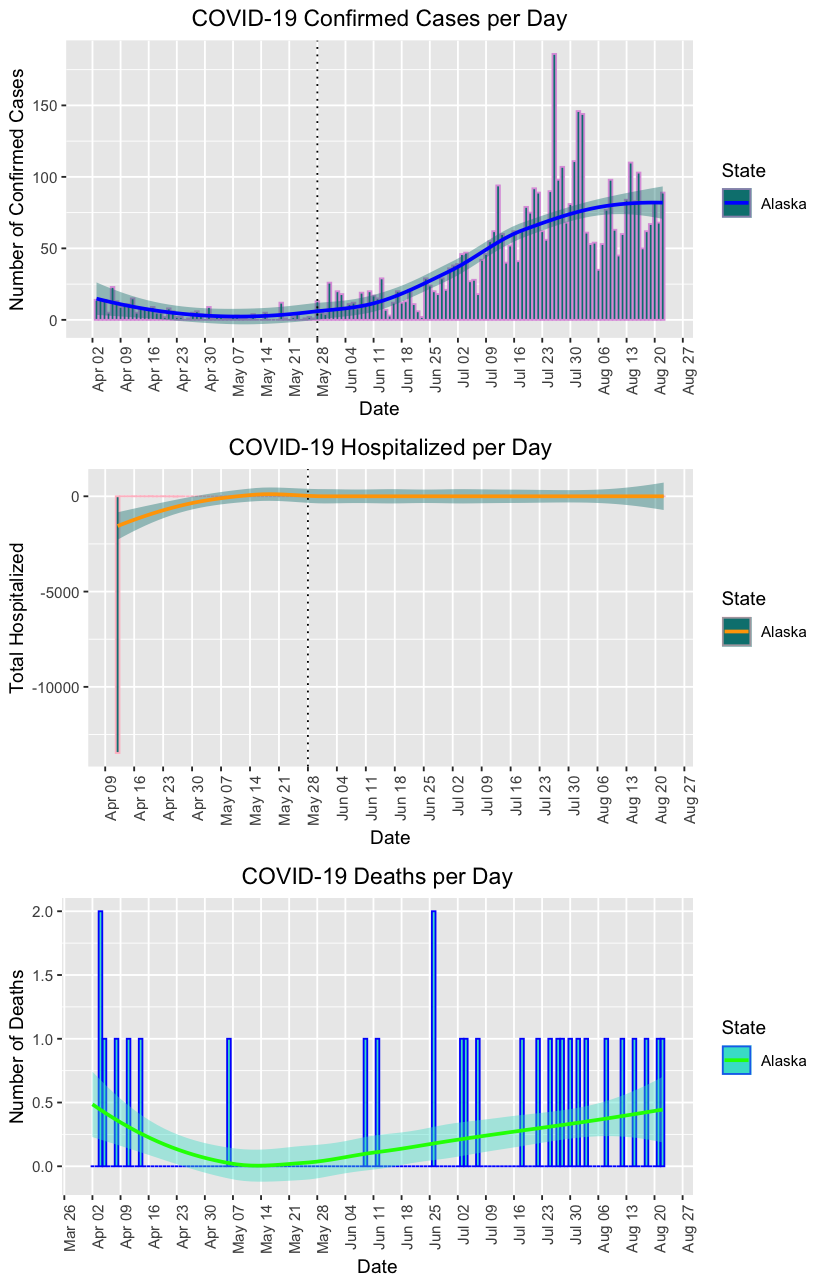 COVID-19 Confirmed Cases per Day
Number of Confirmed Cases
150
100
50
0
Apr 02 Apr 09 Apr 16 Apr 23 Apr 30 May 07 May 14 May 21 May 28 Jun 04 Jun 11 Jun 18 Jun 25 Jul 02 Jul 09 Jul 16 Jul 23 Jul 30 Aug 06 Aug 13 Aug 20 Aug 27
Date
State
Alaska
COVID-19 Hospitalized per Day
Total Hospitalized
0
-5000
-10000
Apr 09 Apr 16 Apr 23 Apr 30 May 07 May 14 May 21 May 28 Jun 04 Jun 11 Jun 18 Jun 25 Jul 02 Jul 09 Jul 16 Jul 23 Jul 30 Aug 06 Aug 13 Aug 20 Aug 27
Date
State
Alaska
COVID-19 Deaths per Day
Number of Deaths
2.0
1.5
1.0
0.5
0.0
Mar 26 Apr 02 Apr 09 Apr 16 Apr 23 Apr 30 May 07 May 14 May 21 May 28 Jun 04 Jun 11 Jun 18 Jun 25 Jul 02 Jul 09 Jul 16 Jul 23 Jul 30 Aug 06 Aug 13 Aug 20 Aug 27
Date
State
Alaska